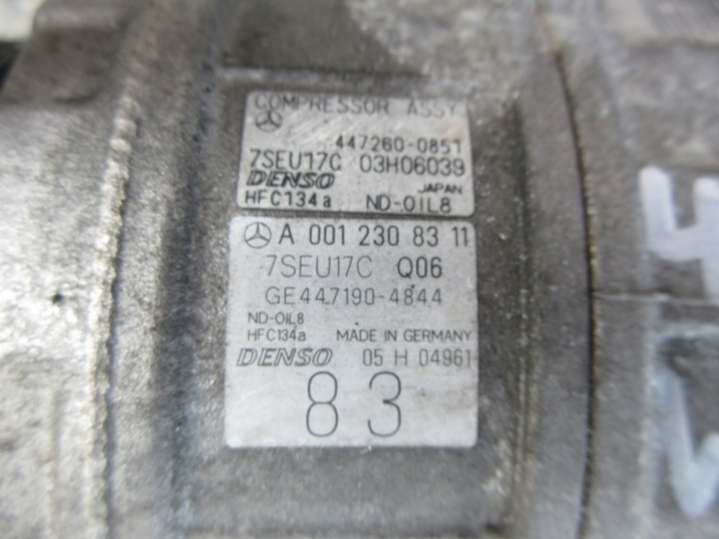 COMPRESSOR ASSY
447260-0851
7SEU17C 03H06039
DENSO JAPAN
HFC134a ND-OIL8
A 001 230 83 11
7SEU17C Q06
GE447190-4844
ND-OIL8
HFC134a MADE IN GERMANY
DENSO 05 H 04961
83